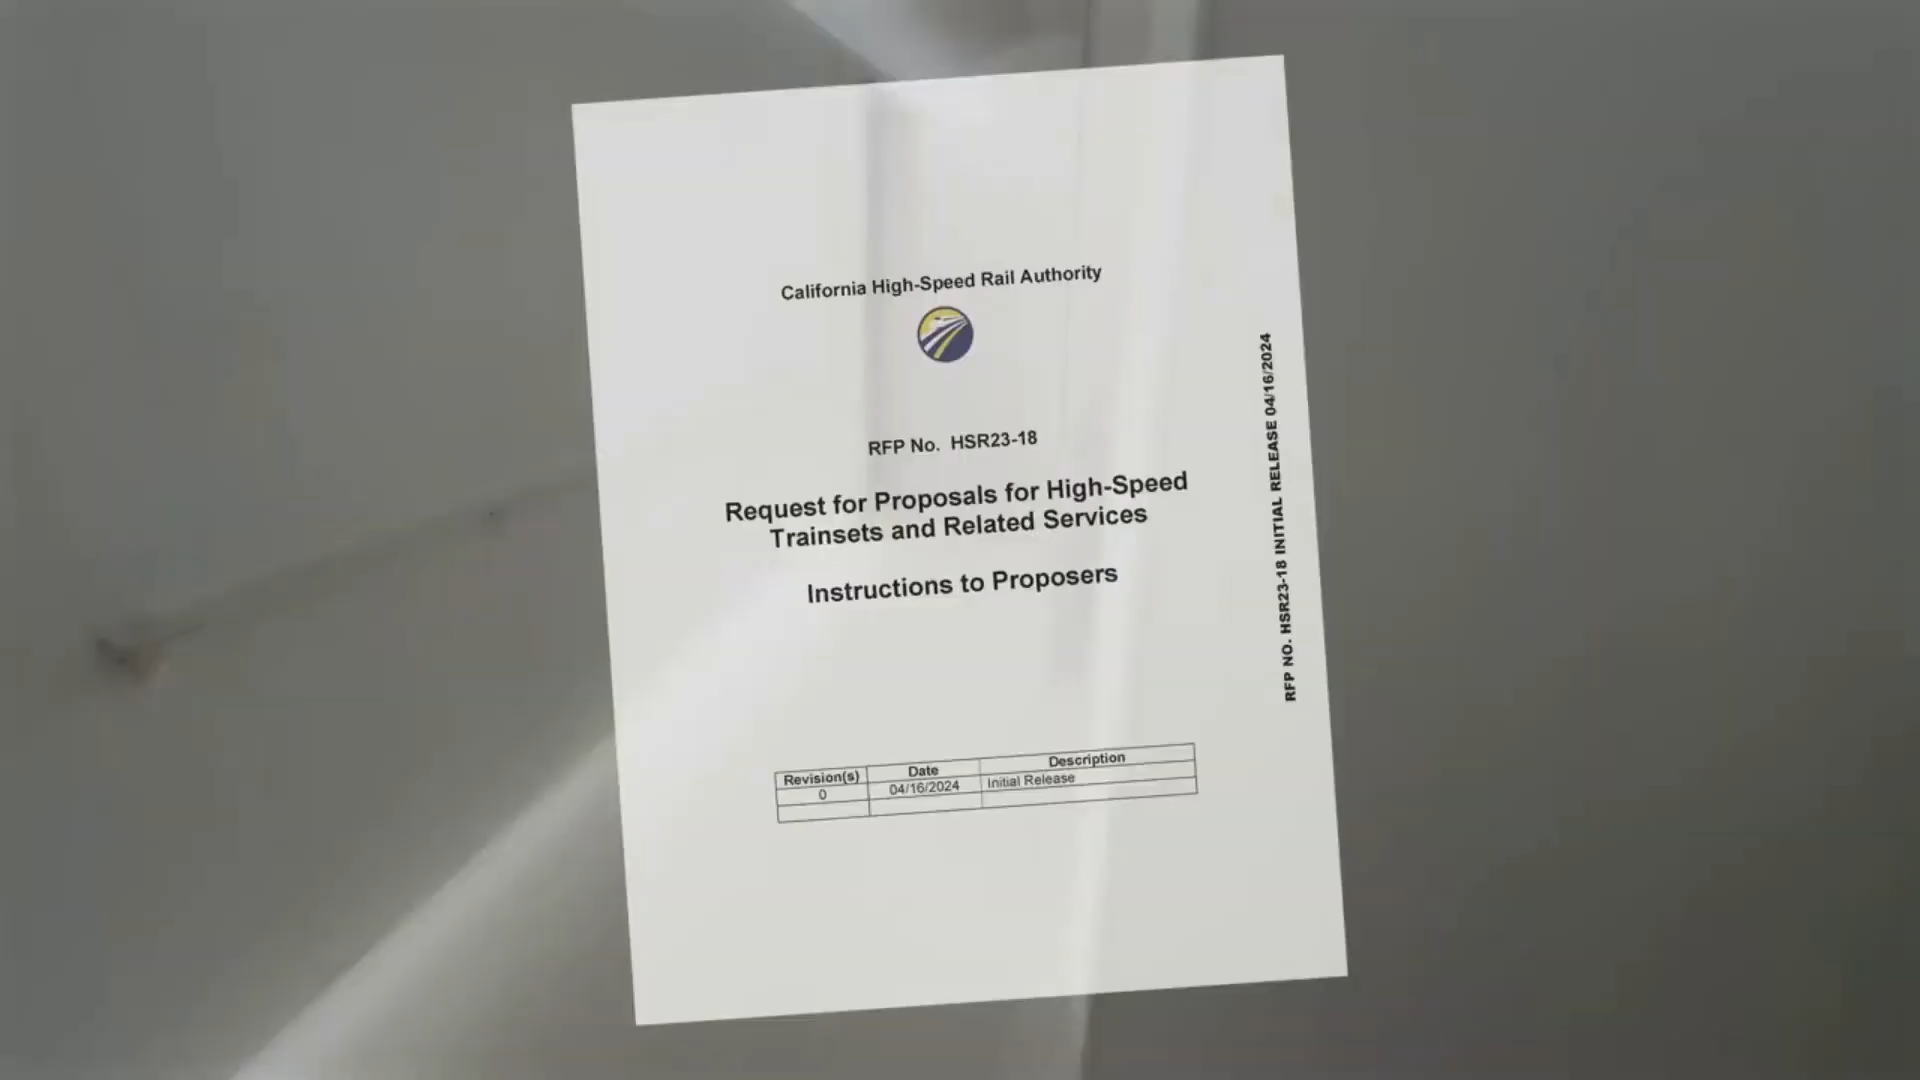 California High-Speed Rail Authority
RFP No. HSR23-18
Request for Proposals for High-Speed
Trainsets and Related Services
Instructions to Proposers
Revision(s) Date Description
0 04/16/2024 Initial Release
RFP NO. HSR23-18 INITIAL RELEASE 04/16/2024